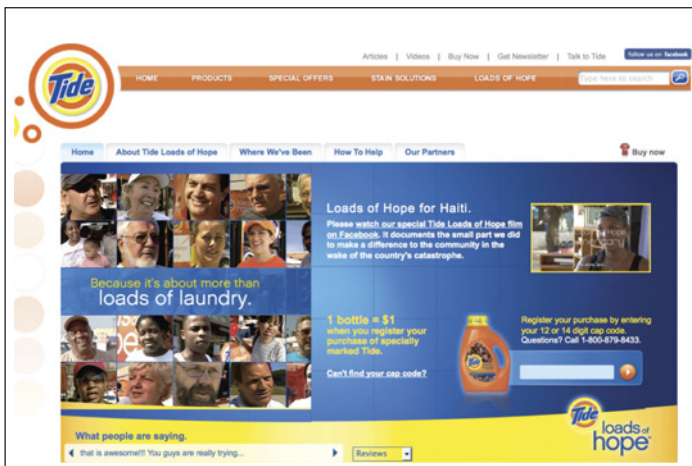 Articles | Videos | Buy Now | Get Newsletter | Talk to Tide
follow us on facebook
Tide
HOME PRODUCTS SPECIAL OFFERS STAIN SOLUTIONS LOADS OF HOPE
Type here to search
Home About Tide Loads of Hope Where We've Been How To Help Our Partners
Buy now
Loads of Hope for Haiti.
Please watch our special Tide Loads of Hope film
on Facebook. It documents the small part we did
to make a difference to the community in the
wake of the country's catastrophe.
Because it's about more than
loads of laundry.
1 bottle = $1
when you register your
purchase of specially
marked Tide.
Can't find your cap code?
Register your purchase by entering
your 12 or 14 digit cap code.
Questions? Call 1-800-879-8433.
Tide
loads of
hope
What people are saying.
that is awesome!!! You guys are really trying...
Reviews